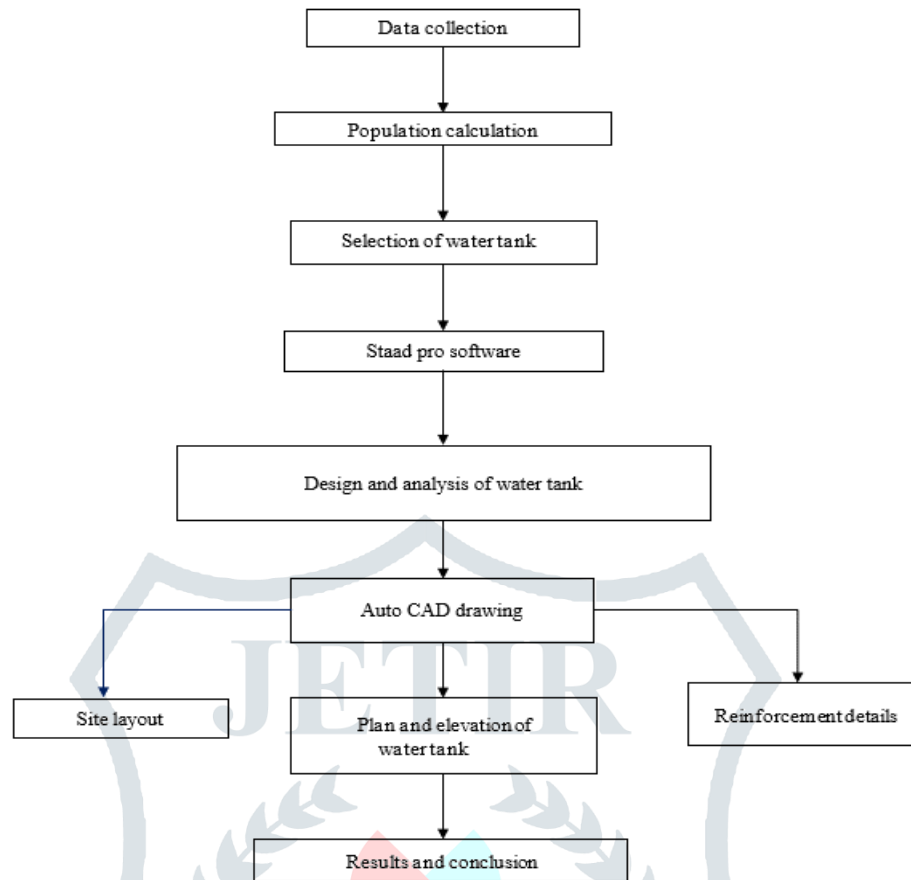 Data collection
Population calculation
Selection of water tank
Staad pro software
Design and analysis of water tank
Auto CAD drawing
JETIR
Site layout
Plan and elevation of
water tank
Reinforcement details
Results and conclusion